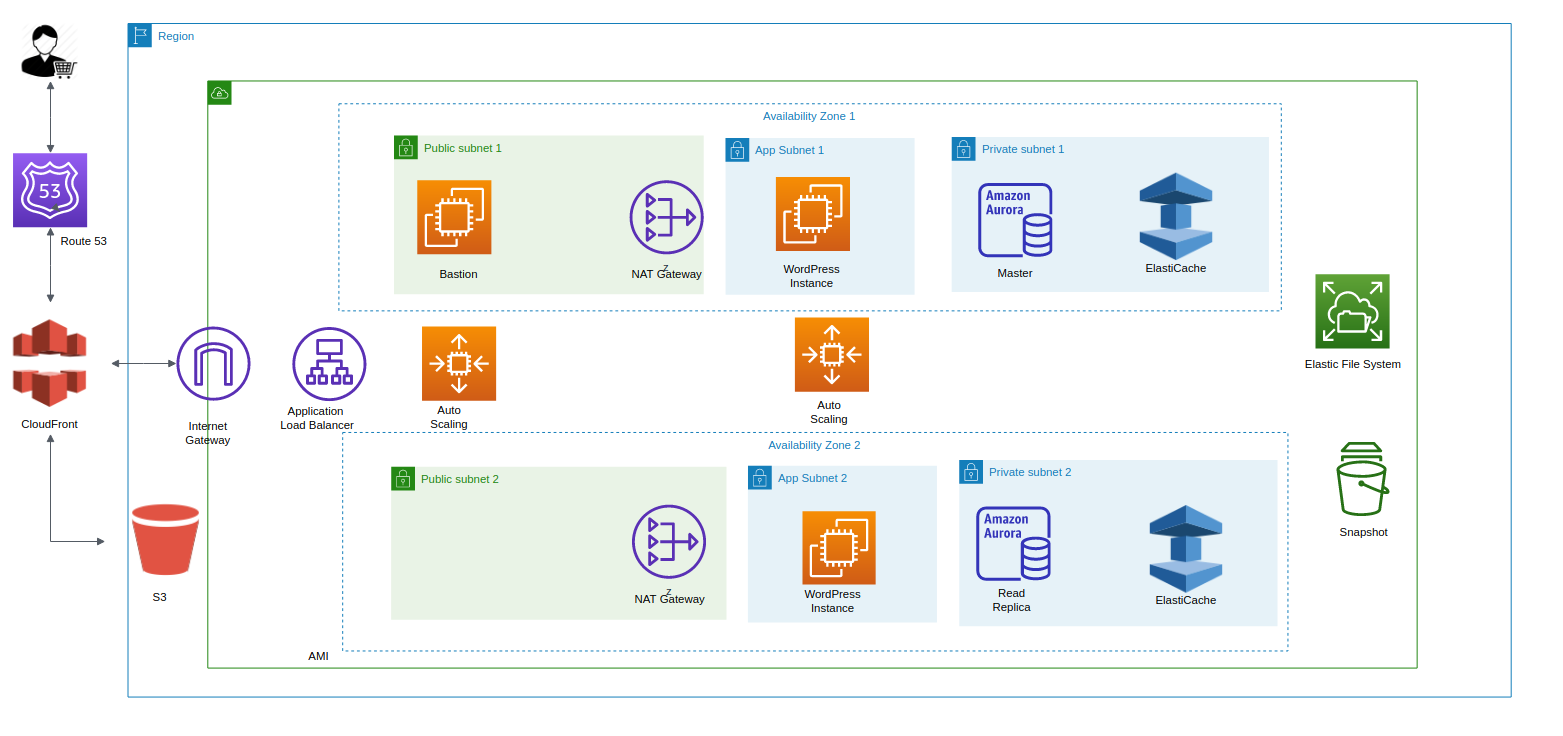 Region
Availability Zone 1
Public subnet 1
App Subnet 1
Private subnet 1
Amazon
Aurora
53
Route 53
Bastion
Z
NAT Gateway
WordPress
Instance
Master
ElastiCache
Elastic File System
CloudFront
Internet
Gateway
Application
Load Balancer
Auto
Scaling
Auto
Scaling
Availability Zone 2
Public subnet 2
App Subnet 2
Private subnet 2
Amazon
Aurora
Snapshot
S3
Z
NAT Gateway
WordPress
Instance
Read
Replica
ElastiCache
AMI